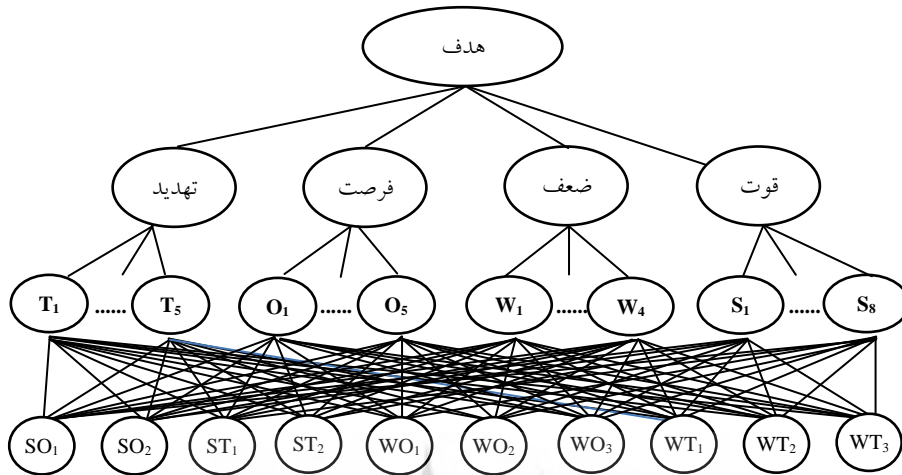 هدف
قوت ضعف فرصت تهدید
T₁ ...... T₅ O₁ ...... O₅ W₁ ...... W₄ S₁ ...... S₈
SO₁ SO₂ ST₁ ST₂ WO₁ WO₂ WO₃ WT₁ WT₂ WT₃